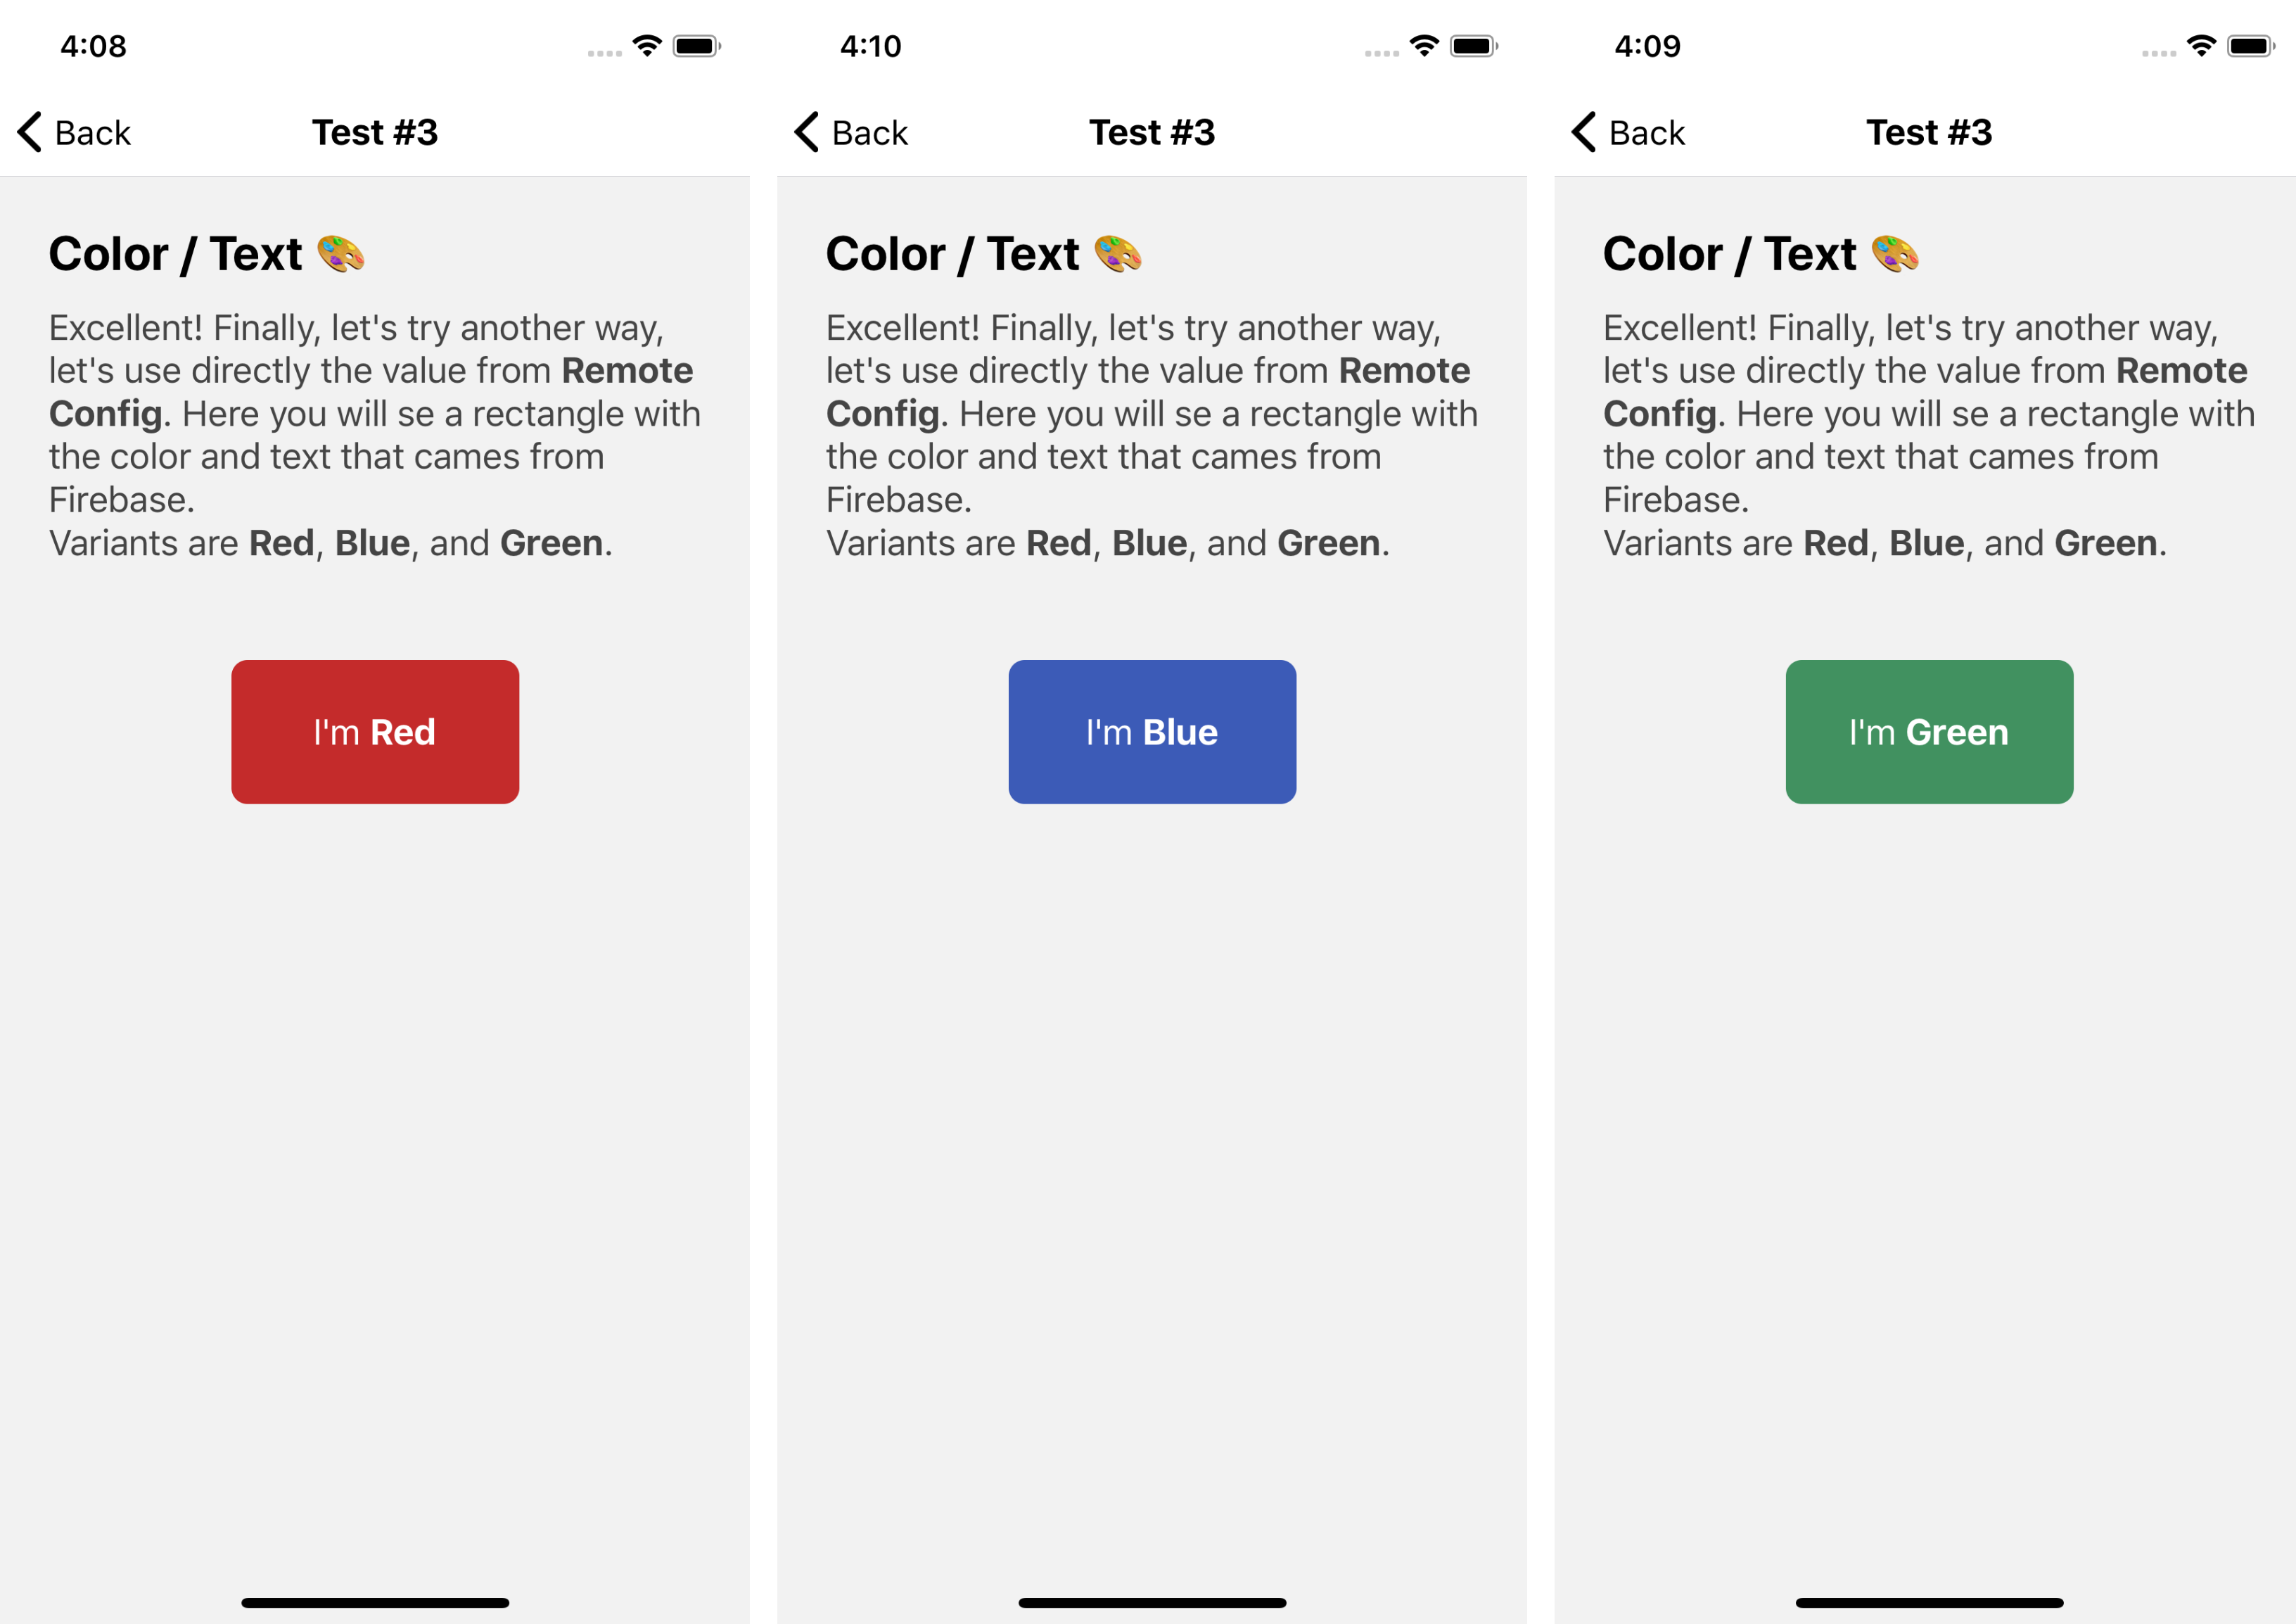 4:08
Back
Test #3
Color / Text 🎨
Excellent! Finally, let's try another way,
let's use directly the value from Remote
Config. Here you will se a rectangle with
the color and text that cames from
Firebase.
Variants are Red, Blue, and Green.
I'm Red
4:10
Back
Test #3
Color / Text 🎨
Excellent! Finally, let's try another way,
let's use directly the value from Remote
Config. Here you will se a rectangle with
the color and text that cames from
Firebase.
Variants are Red, Blue, and Green.
I'm Blue
4:09
Back
Test #3
Color / Text 🎨
Excellent! Finally, let's try another way,
let's use directly the value from Remote
Config. Here you will se a rectangle with
the color and text that cames from
Firebase.
Variants are Red, Blue, and Green.
I'm Green